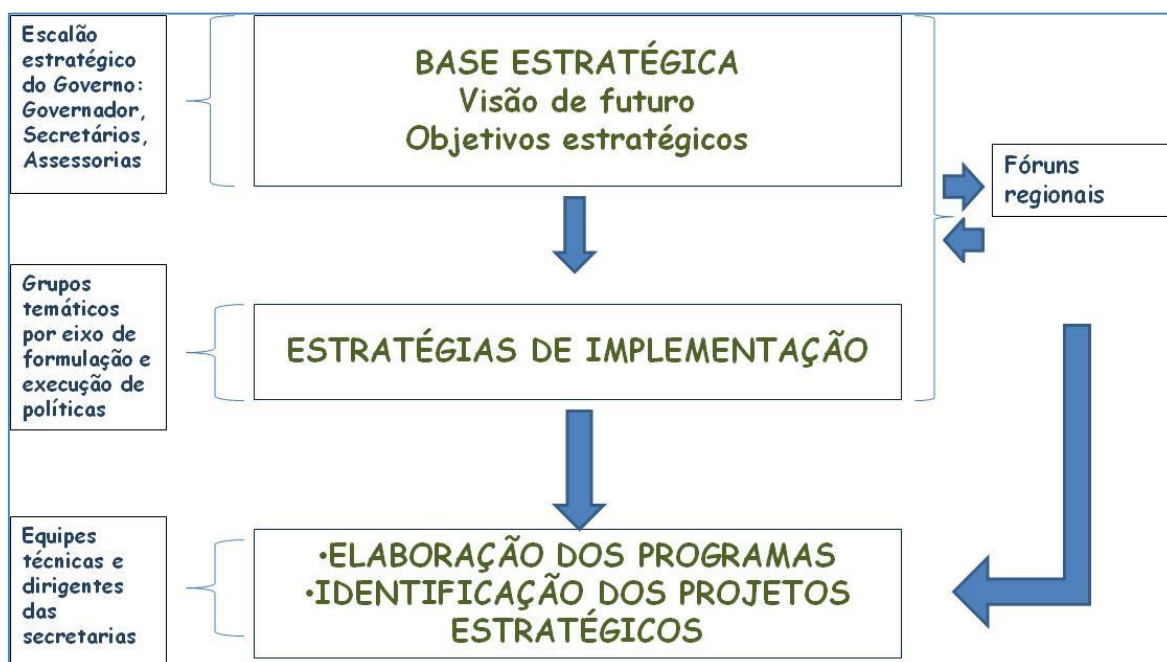 Escalão
estratégico
do Governo:
Governador,
Secretários,
Assessorias
BASE ESTRATÉGICA
Visão de futuro
Objetivos estratégicos
Fóruns
regionais
Grupos
temáticos
por eixo de
formulação e
execução de
políticas
ESTRATÉGIAS DE IMPLEMENTAÇÃO
Equipes
técnicas e
dirigentes
das
secretarias
•ELABORAÇÃO DOS PROGRAMAS
•IDENTIFICAÇÃO DOS PROJETOS
ESTRATÉGICOS